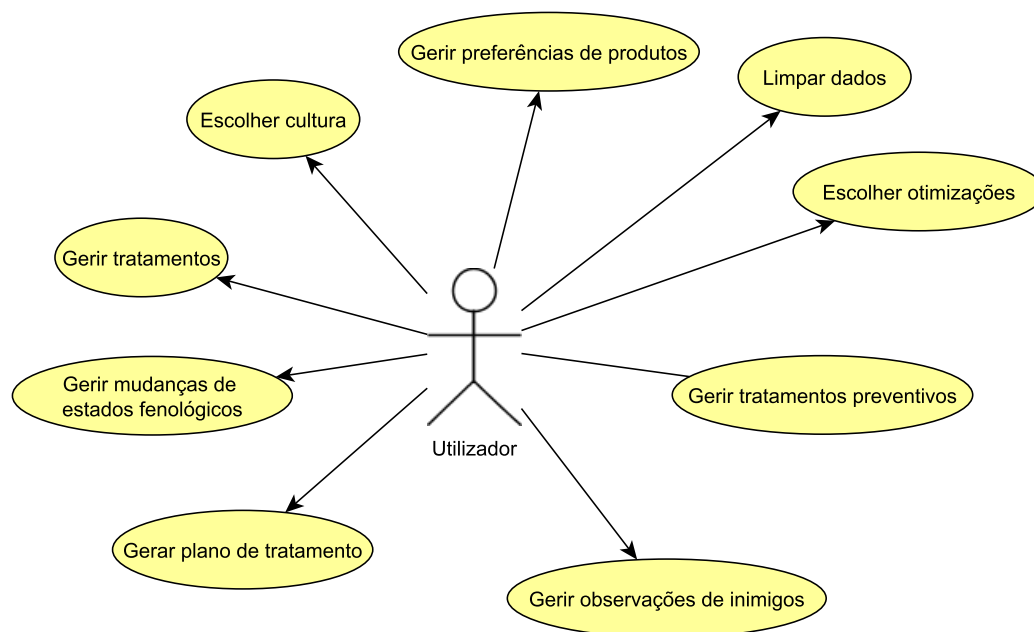 Gerir preferências de produtos
Limpar dados
Escolher cultura
Escolher otimizações
Gerir tratamentos
Gerir mudanças de
estados fenológicos
Gerir tratamentos preventivos
Utilizador
Gerar plano de tratamento
Gerir observações de inimigos